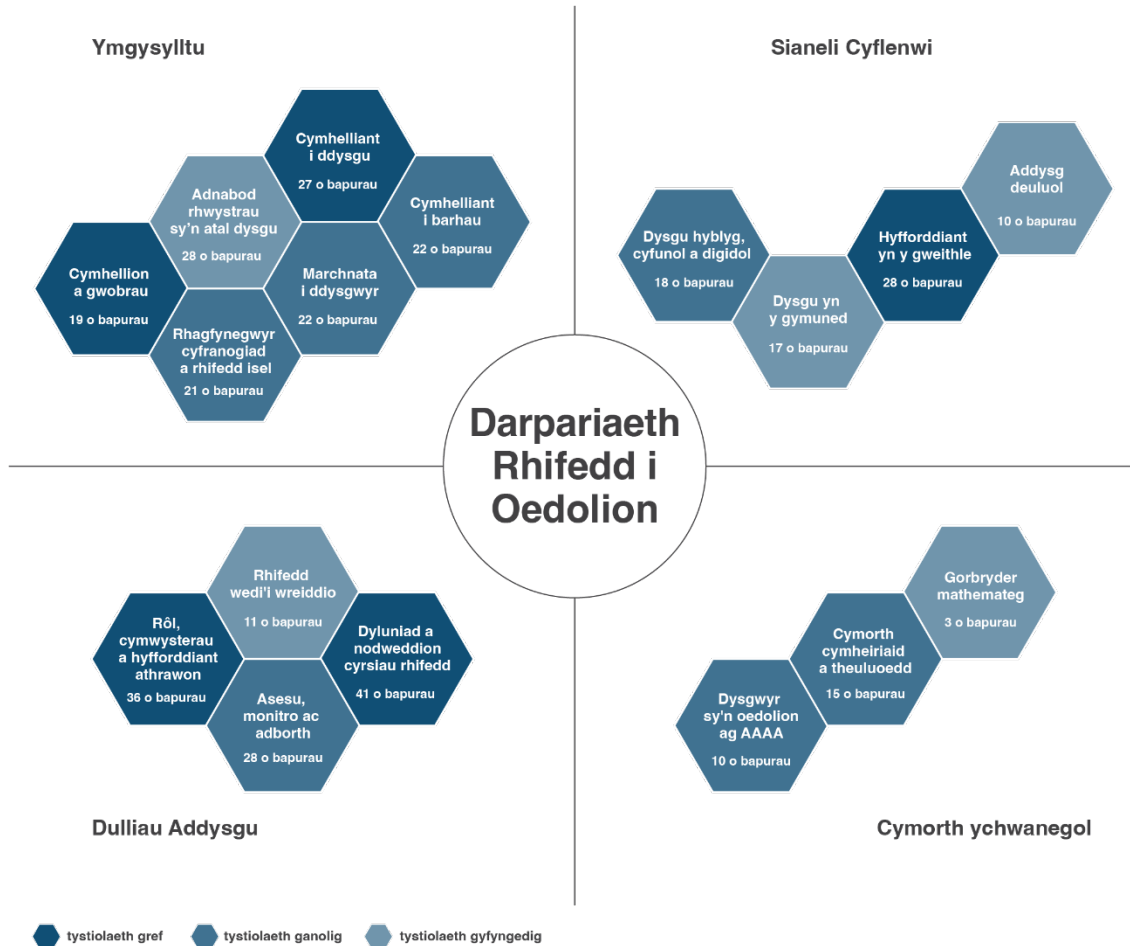 Ymgysylltu
Cymhelliant
i ddysgu
27 o bapurau
Adnabod
rhwystrau
sy'n atal dysgu
28 o bapurau
Cymhelliant
i barhau
22 o bapurau
Cymhellion
a gwobrau
19 o bapurau
Marchnata
i ddysgwyr
22 o bapurau
Rhagfynegwyr
cyfranogiad
a rhifedd isel
21 o bapurau
Sianeli Cyflenwi
Addysg
deuluol
10 o bapurau
Dysgu hyblyg,
cyfunol a digidol
18 o bapurau
Hyfforddiant
yn y gweithle
28 o bapurau
Dysgu yn
y gymuned
17 o bapurau
Darpariaeth
Rhifedd i
Oedolion
Rhifedd
wedi'i wreiddio
11 o bapurau
Rôl,
cymwysterau
a hyfforddiant
athrawon
36 o bapurau
Dyluniad a
nodweddion
cyrsiau rhifedd
41 o bapurau
Asesu,
monitro ac
adborth
28 o bapurau
Dulliau Addysgu
Gorbryder
mathemateg
3 o bapurau
Cymorth
cymheiriaid
a theuluoedd
15 o bapurau
Dysgwyr
sy'n oedolion
ag AAAA
10 o bapurau
Cymorth ychwanegol
tystiolaeth gref
tystiolaeth ganolig
tystiolaeth gyfyngedig